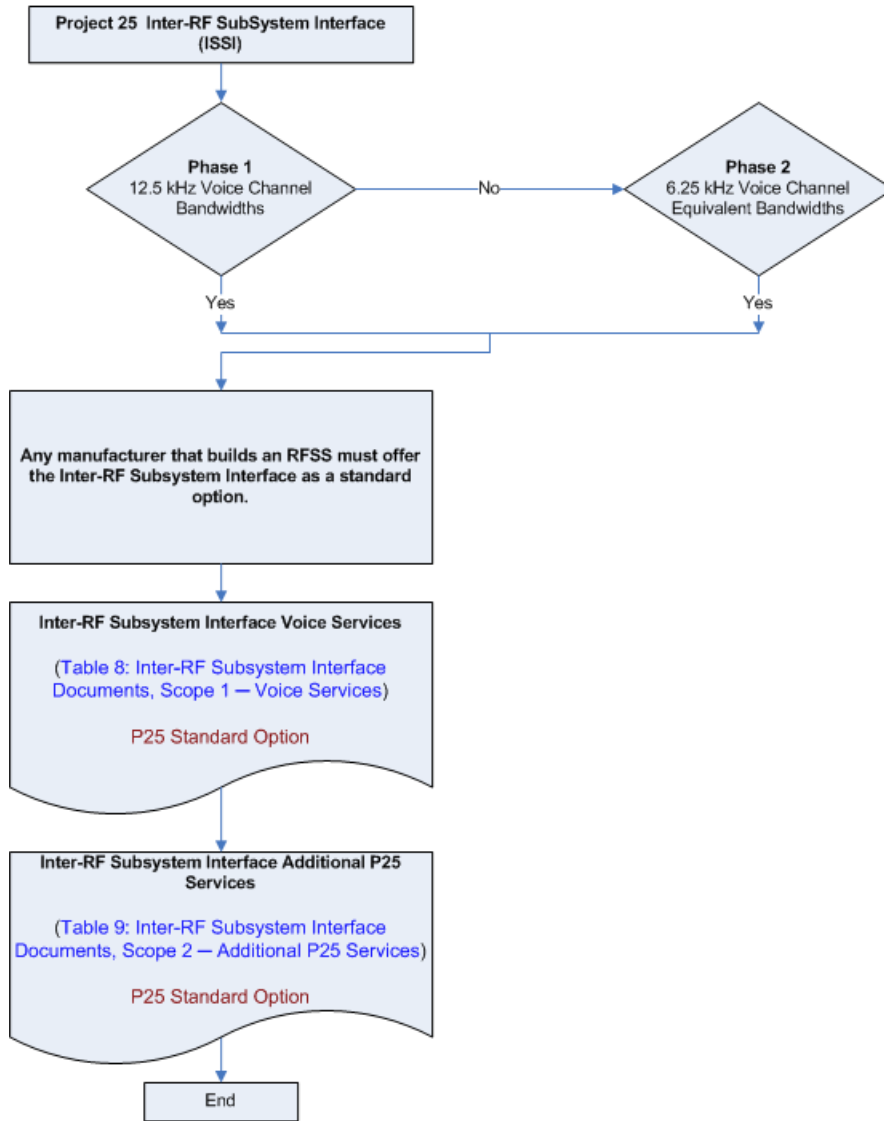 Project 25 Inter-RF SubSystem Interface
(ISSI)
Phase 1
12.5 kHz Voice Channel
Bandwidths
No
Phase 2
6.25 kHz Voice Channel
Equivalent Bandwidths
Yes
Yes
Any manufacturer that builds an RFSS must offer
the Inter-RF Subsystem Interface as a standard
option.
Inter-RF Subsystem Interface Voice Services
(Table 8: Inter-RF Subsystem Interface
Documents, Scope 1 — Voice Services)
P25 Standard Option
Inter-RF Subsystem Interface Additional P25
Services
(Table 9: Inter-RF Subsystem Interface
Documents, Scope 2 — Additional P25 Services)
P25 Standard Option
End